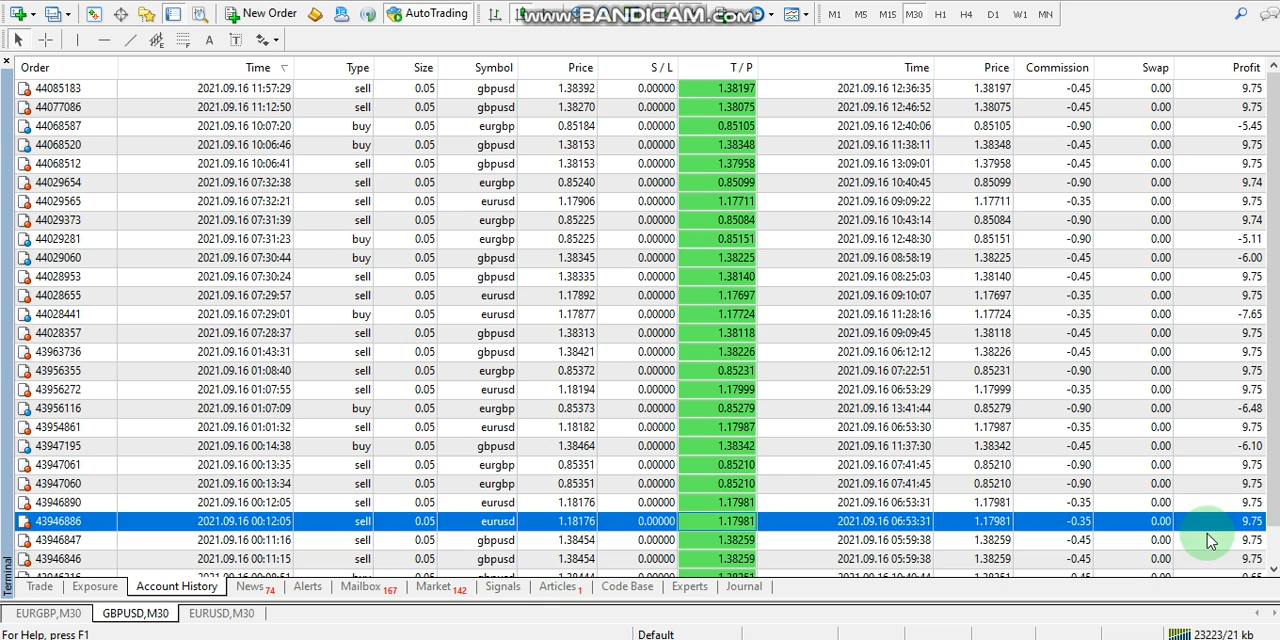 New Order AutoTrading www.BANDICAM.com M1 M5 M15 M30 H1 H4 D1 W1 MN
A T
Order Time Type Size Symbol Price S / L T / P Time Price Commission Swap Profit
44085183 2021.09.16 11:57:29 sell 0.05 gbpusd 1.38392 0.00000 1.38197 2021.09.16 12:36:35 1.38197 -0.45 0.00 9.75
44077086 2021.09.16 11:12:50 sell 0.05 gbpusd 1.38270 0.00000 1.38075 2021.09.16 12:46:52 1.38075 -0.45 0.00 9.75
44068587 2021.09.16 10:07:20 buy 0.05 eurgbp 0.85184 0.00000 0.85105 2021.09.16 12:40:06 0.85105 -0.90 0.00 -5.45
44068520 2021.09.16 10:06:46 buy 0.05 gbpusd 1.38153 0.00000 1.38348 2021.09.16 11:38:11 1.38348 -0.45 0.00 9.75
44068512 2021.09.16 10:06:41 sell 0.05 gbpusd 1.38153 0.00000 1.37958 2021.09.16 13:09:01 1.37958 -0.45 0.00 9.75
44029654 2021.09.16 07:32:38 sell 0.05 eurgbp 0.85240 0.00000 0.85099 2021.09.16 10:40:45 0.85099 -0.90 0.00 9.74
44029565 2021.09.16 07:32:21 sell 0.05 eurusd 1.17906 0.00000 1.17711 2021.09.16 09:09:22 1.17711 -0.35 0.00 9.75
44029373 2021.09.16 07:31:39 sell 0.05 eurgbp 0.85225 0.00000 0.85084 2021.09.16 10:43:14 0.85084 -0.90 0.00 9.74
44029281 2021.09.16 07:31:23 buy 0.05 eurgbp 0.85225 0.00000 0.85151 2021.09.16 12:48:30 0.85151 -0.90 0.00 -5.11
44029060 2021.09.16 07:30:44 buy 0.05 gbpusd 1.38345 0.00000 1.38225 2021.09.16 08:58:19 1.38225 -0.45 0.00 -6.00
44028953 2021.09.16 07:30:24 sell 0.05 gbpusd 1.38335 0.00000 1.38140 2021.09.16 08:25:03 1.38140 -0.45 0.00 9.75
44028655 2021.09.16 07:29:57 sell 0.05 eurusd 1.17892 0.00000 1.17697 2021.09.16 09:10:07 1.17697 -0.35 0.00 9.75
44028441 2021.09.16 07:29:01 buy 0.05 eurusd 1.17877 0.00000 1.17724 2021.09.16 11:28:16 1.17724 -0.35 0.00 -7.65
44028357 2021.09.16 07:28:37 sell 0.05 gbpusd 1.38313 0.00000 1.38118 2021.09.16 09:09:45 1.38118 -0.45 0.00 9.75
43963736 2021.09.16 01:43:31 sell 0.05 gbpusd 1.38421 0.00000 1.38226 2021.09.16 06:12:12 1.38226 -0.45 0.00 9.75
43956355 2021.09.16 01:08:40 sell 0.05 eurgbp 0.85372 0.00000 0.85231 2021.09.16 07:22:51 0.85231 -0.90 0.00 9.75
43956272 2021.09.16 01:07:55 sell 0.05 eurusd 1.18194 0.00000 1.17999 2021.09.16 06:53:29 1.17999 -0.35 0.00 9.75
43956116 2021.09.16 01:07:09 buy 0.05 eurgbp 0.85373 0.00000 0.85279 2021.09.16 13:41:44 0.85279 -0.90 0.00 -6.48
43954861 2021.09.16 01:01:32 sell 0.05 eurusd 1.18182 0.00000 1.17987 2021.09.16 06:53:30 1.17987 -0.35 0.00 9.75
43947195 2021.09.16 00:14:38 buy 0.05 gbpusd 1.38464 0.00000 1.38342 2021.09.16 11:37:30 1.38342 -0.45 0.00 -6.10
43947061 2021.09.16 00:13:35 sell 0.05 eurgbp 0.85351 0.00000 0.85210 2021.09.16 07:41:45 0.85210 -0.90 0.00 9.75
43947060 2021.09.16 00:13:34 sell 0.05 eurgbp 0.85351 0.00000 0.85210 2021.09.16 07:41:45 0.85210 -0.90 0.00 9.75
43946890 2021.09.16 00:12:05 sell 0.05 eurusd 1.18176 0.00000 1.17981 2021.09.16 06:53:31 1.17981 -0.35 0.00 9.75
43946886 2021.09.16 00:12:05 sell 0.05 eurusd 1.18176 0.00000 1.17981 2021.09.16 06:53:31 1.17981 -0.35 0.00 9.75
43946847 2021.09.16 00:11:16 sell 0.05 gbpusd 1.38454 0.00000 1.38259 2021.09.16 05:59:38 1.38259 -0.45 0.00 9.75
43946846 2021.09.16 00:11:15 sell 0.05 gbpusd 1.38454 0.00000 1.38259 2021.09.16 05:59:38 1.38259 -0.45 0.00 9.75
Terminal
Trade Exposure Account History News 74 Alerts Mailbox 167 Market 142 Signals Articles 1 Code Base Experts Journal
EURGBP,M30 GBPUSD,M30 EURUSD,M30
For Help, press F1 Default 23223/21 kb